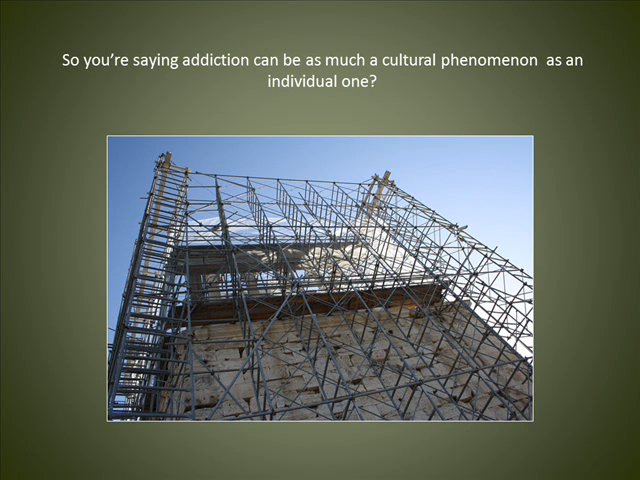 So you’re saying addiction can be as much a cultural phenomenon  as an
individual one?